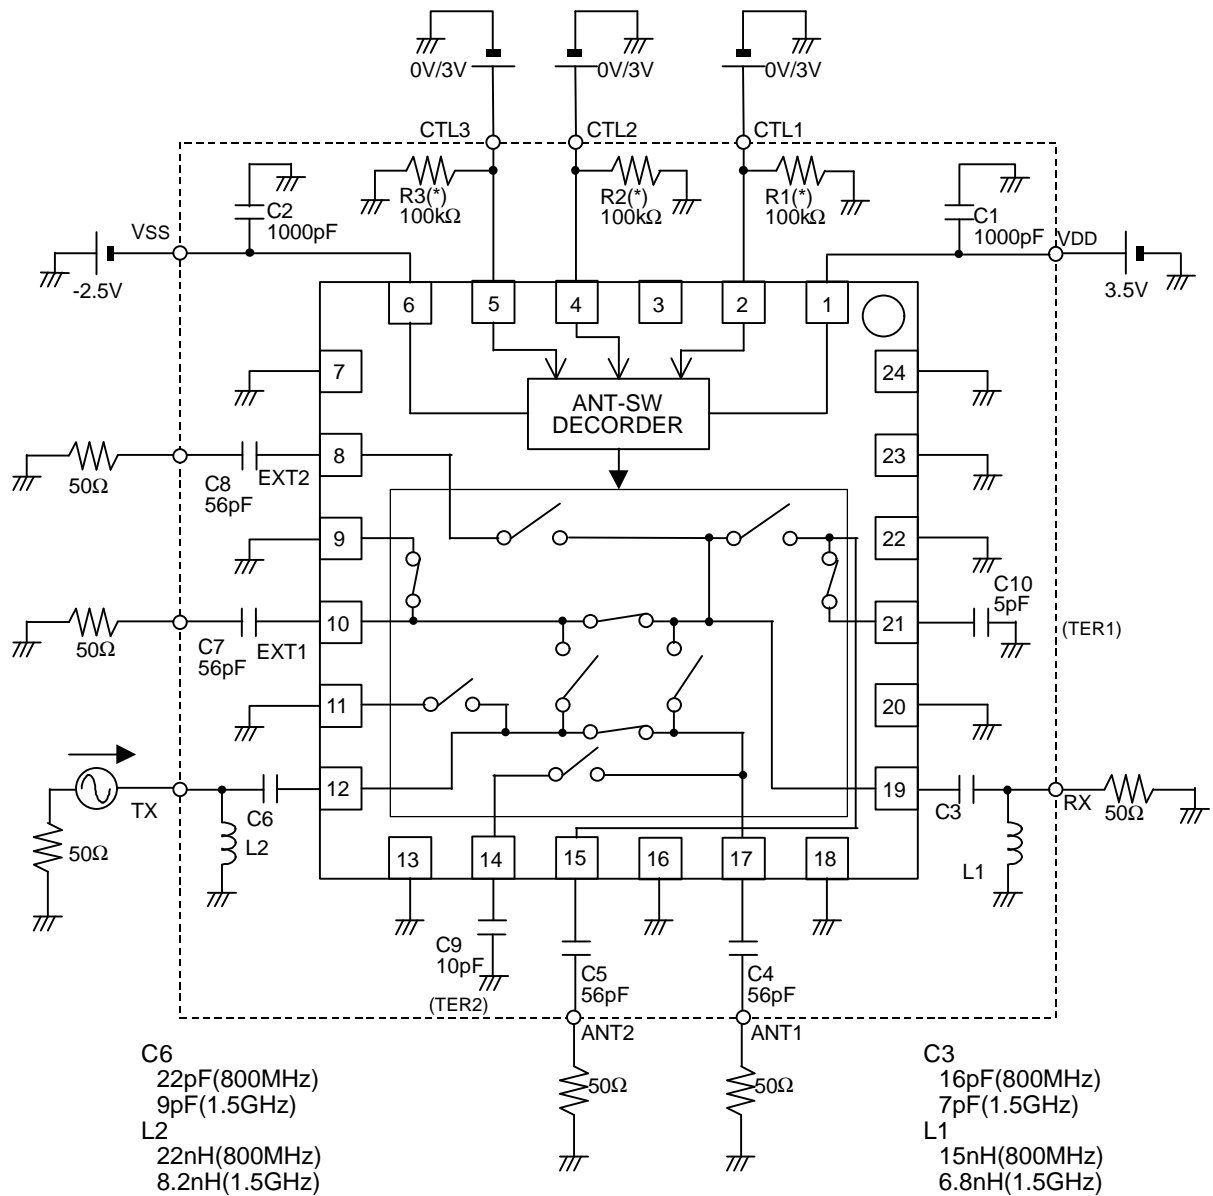 0V/3V
0V/3V
0V/3V
CTL3
CTL2
CTL1
R3(*)
100kΩ
R2(*)
100kΩ
R1(*)
100kΩ
C2
1000pF
C1
1000pF
VSS
VDD
-2.5V
3.5V
6
5
4
3
2
1
7
24
ANT-SW
DECORDER
8
23
50Ω
C8
56pF
EXT2
9
22
C10
5pF
10
21
50Ω
C7
56pF
EXT1
(TER1)
11
20
12
19
TX
C6
L2
50Ω
C3
RX
50Ω
L1
13
14
15
16
17
18
C9
10pF
(TER2)
C5
56pF
C4
56pF
ANT2
ANT1
50Ω
50Ω
C6
22pF(800MHz)
9pF(1.5GHz)
L2
22nH(800MHz)
8.2nH(1.5GHz)
C3
16pF(800MHz)
7pF(1.5GHz)
L1
15nH(800MHz)
6.8nH(1.5GHz)